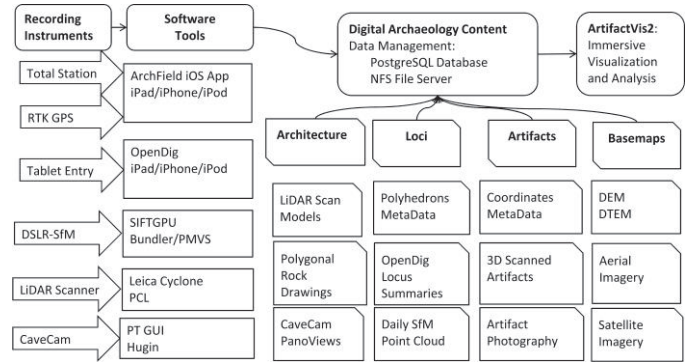 Recording
Instruments
Software
Tools
Digital Archaeology Content
Data Management:
PostgreSQL Database
NFS File Server
ArtifactVis2:
Immersive
Visualization
and Analysis
Total Station
RTK GPS
ArchField iOS App
iPad/iPhone/iPod
Tablet Entry
OpenDig
iPad/iPhone/iPod
DSLR-SfM
SIFTGPU
Bundler/PMVS
LiDAR Scanner
Leica Cyclone
PCL
CaveCam
PT GUI
Hugin
Architecture
Loci
Artifacts
Basemaps
LiDAR Scan
Models
Polyhedrons
MetaData
Coordinates
MetaData
DEM
DTEM
Polygonal
Rock
Drawings
OpenDig
Locus
Summaries
3D Scanned
Artifacts
Aerial
Imagery
CaveCam
PanoViews
Daily SfM
Point Cloud
Artifact
Photography
Satellite
Imagery